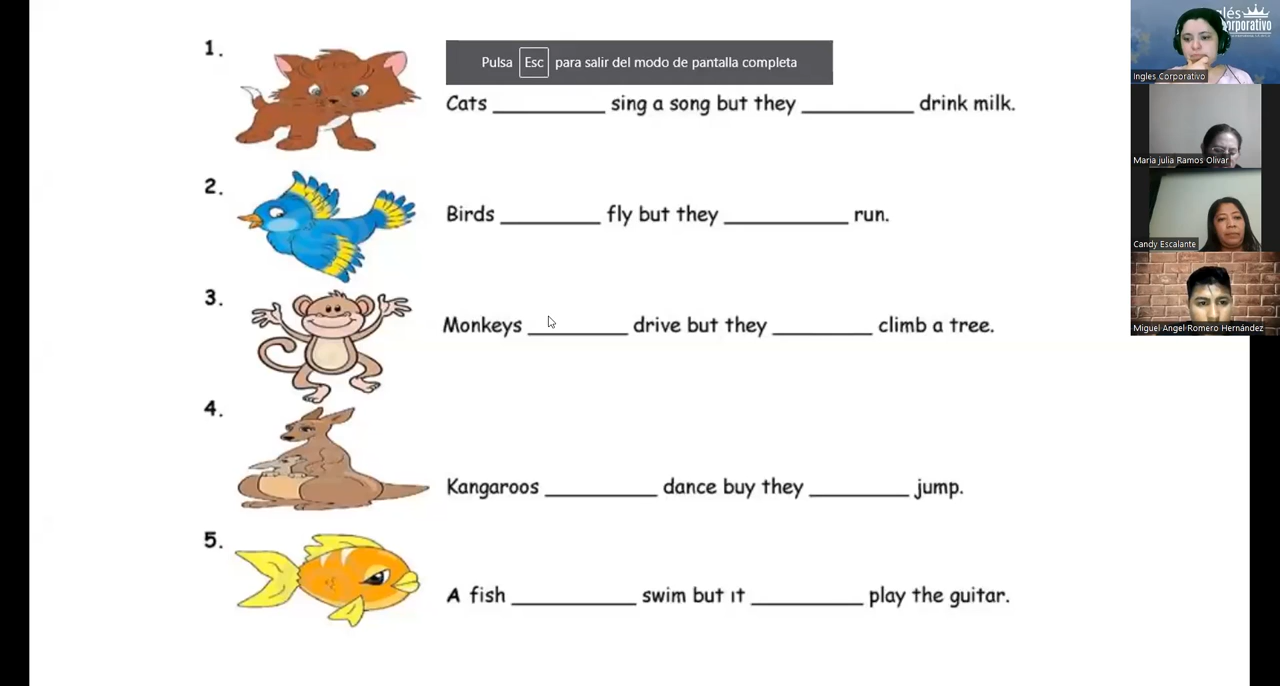 1.
Pulsa Esc para salir del modo de pantalla completa
Cats __________ sing a song but they __________ drink milk.
2.
Birds _________ fly but they ___________ run.
3.
Monkeys _________ drive but they _________ climb a tree.
4.
Kangaroos __________ dance buy they _________ jump.
5.
A fish ___________ swim but it __________ play the guitar.
Ingles Corporativo
Maria julia Ramos Olivar
Candy Escalante
Miguel Angel Romero Hernández